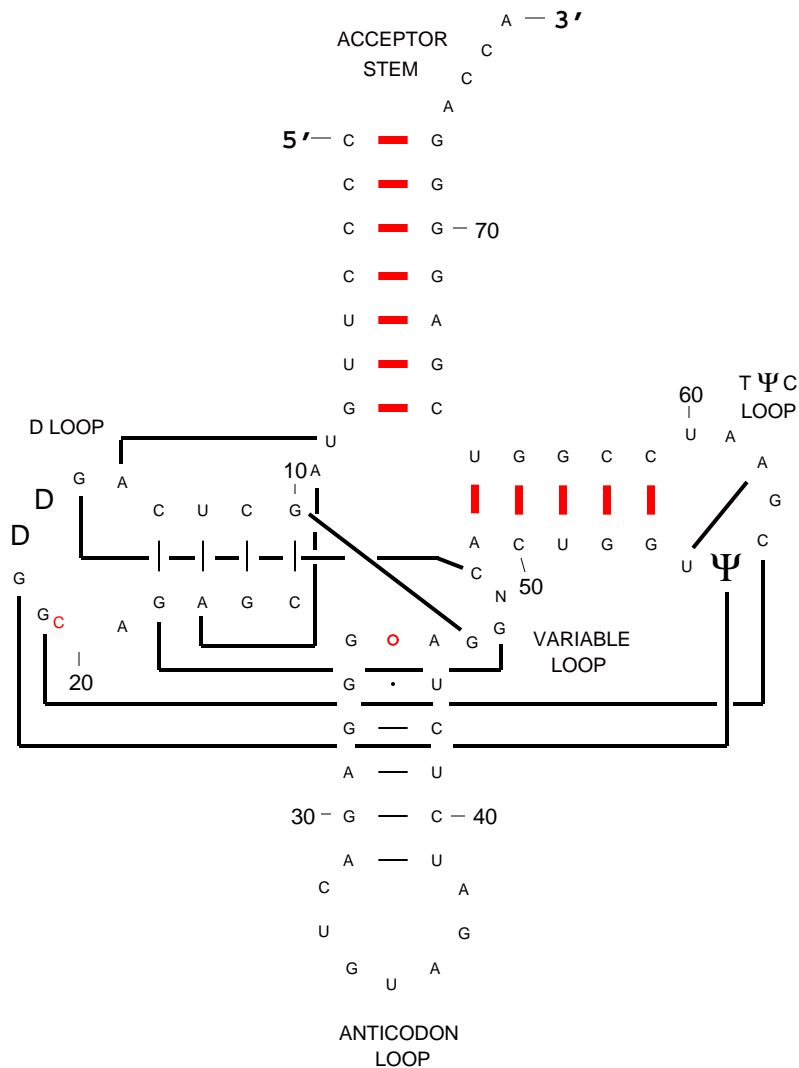 A 3′
ACCEPTOR
STEM
C
C
A
5′ C G
C G
C G 70
C G
U A
U G
G C
60
T Ψ C
LOOP
D LOOP
U
U G G C C
U A
G A
10 A
A
D
C U C G
G
D
A C U G G
C
U Ψ
G
C 50
N
G A G C
G C A
G A G G
VARIABLE
LOOP
20
G U
G C
A U
30 G C 40
A U
C A
U G
G A
U
ANTICODON
LOOP